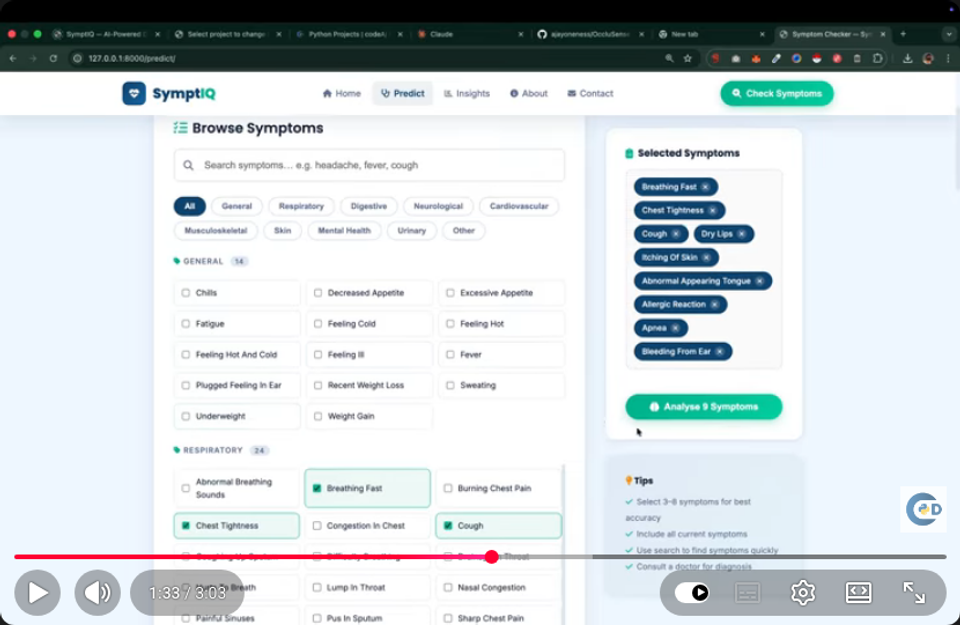 SymptIQ — AI-Powered
Select project to change
Python Projects | codeAj
Claude
ajayoneness/OccluSense
New tab
Symptom Checker — Sy
127.0.0.1:8000/predict/
SymptIQ
Home
Predict
Insights
About
Contact
Check Symptoms
Browse Symptoms
Search symptoms... e.g. headache, fever, cough
All
General
Respiratory
Digestive
Neurological
Cardiovascular
Musculoskeletal
Skin
Mental Health
Urinary
Other
GENERAL 14
Chills
Decreased Appetite
Excessive Appetite
Fatigue
Feeling Cold
Feeling Hot
Feeling Hot And Cold
Feeling Ill
Fever
Plugged Feeling In Ear
Recent Weight Loss
Sweating
Underweight
Weight Gain
RESPIRATORY 24
Abnormal Breathing
Sounds
Breathing Fast
Burning Chest Pain
Chest Tightness
Congestion In Chest
Cough
Difficulty Breathing
Throat
To Breath
Lump In Throat
Nasal Congestion
Painful Sinuses
Pus In Sputum
Sharp Chest Pain
Selected Symptoms
Breathing Fast ×
Chest Tightness ×
Cough ×
Dry Lips ×
Itching Of Skin ×
Abnormal Appearing Tongue ×
Allergic Reaction ×
Apnea ×
Bleeding From Ear ×
Analyse 9 Symptoms
Tips
Select 3–8 symptoms for best
accuracy
Include all current symptoms
Use search to find symptoms quickly
Consult a doctor for diagnosis
1:33 / 3:03